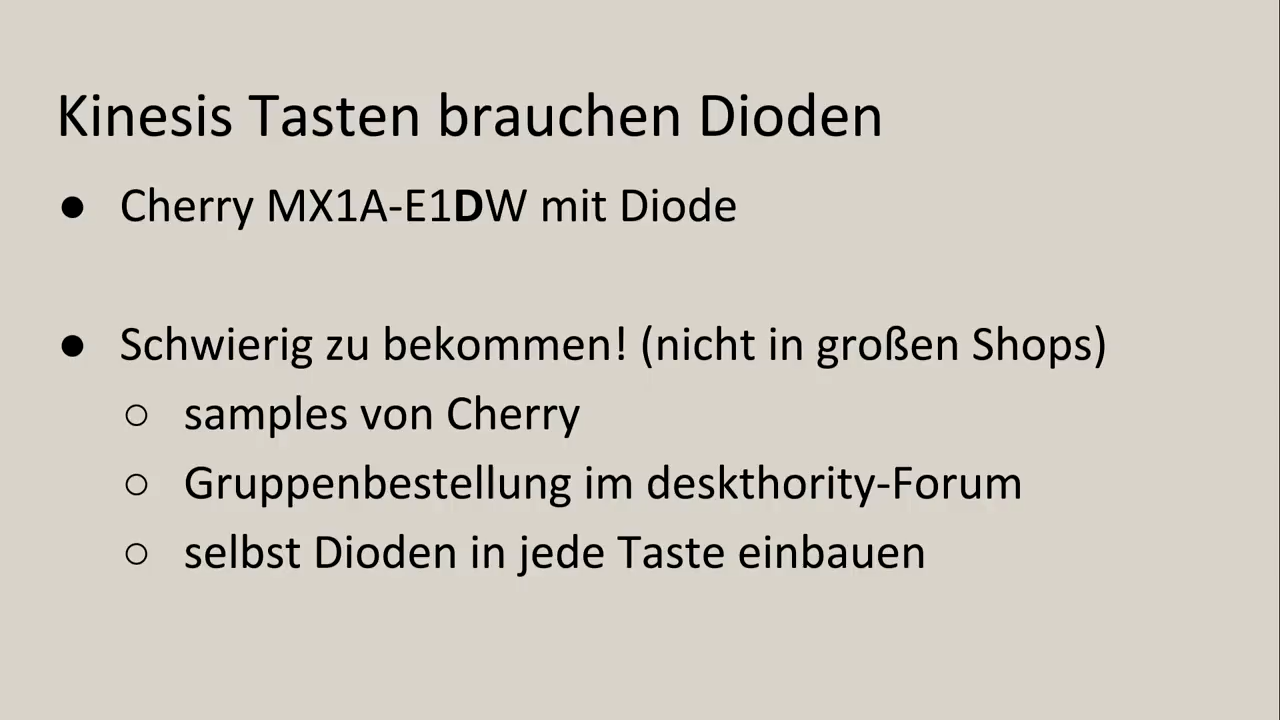 Kinesis Tasten brauchen Dioden
● Cherry MX1A-E1DW mit Diode
● Schwierig zu bekommen! (nicht in großen Shops)
○ samples von Cherry
○ Gruppenbestellung im deskthority-Forum
○ selbst Dioden in jede Taste einbauen